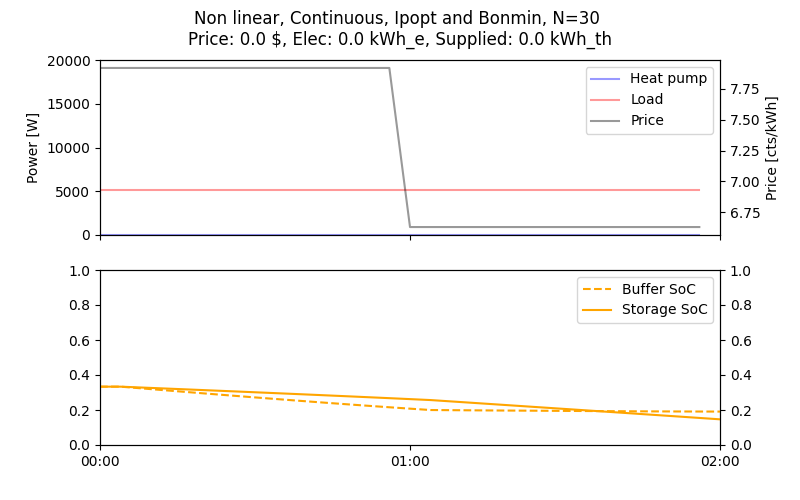 Non linear, Continuous, Ipopt and Bonmin, N=30
Price: 0.0 $, Elec: 0.0 kWh_e, Supplied: 0.0 kWh_th
20000
15000
10000
5000
0
Power [W]
Heat pump
Load
Price
7.75
7.50
7.25
7.00
6.75
Price [cts/kWh]
1.0
0.8
0.6
0.4
0.2
0.0
Buffer SoC
Storage SoC
1.0
0.8
0.6
0.4
0.2
0.0
00:00
01:00
02:00